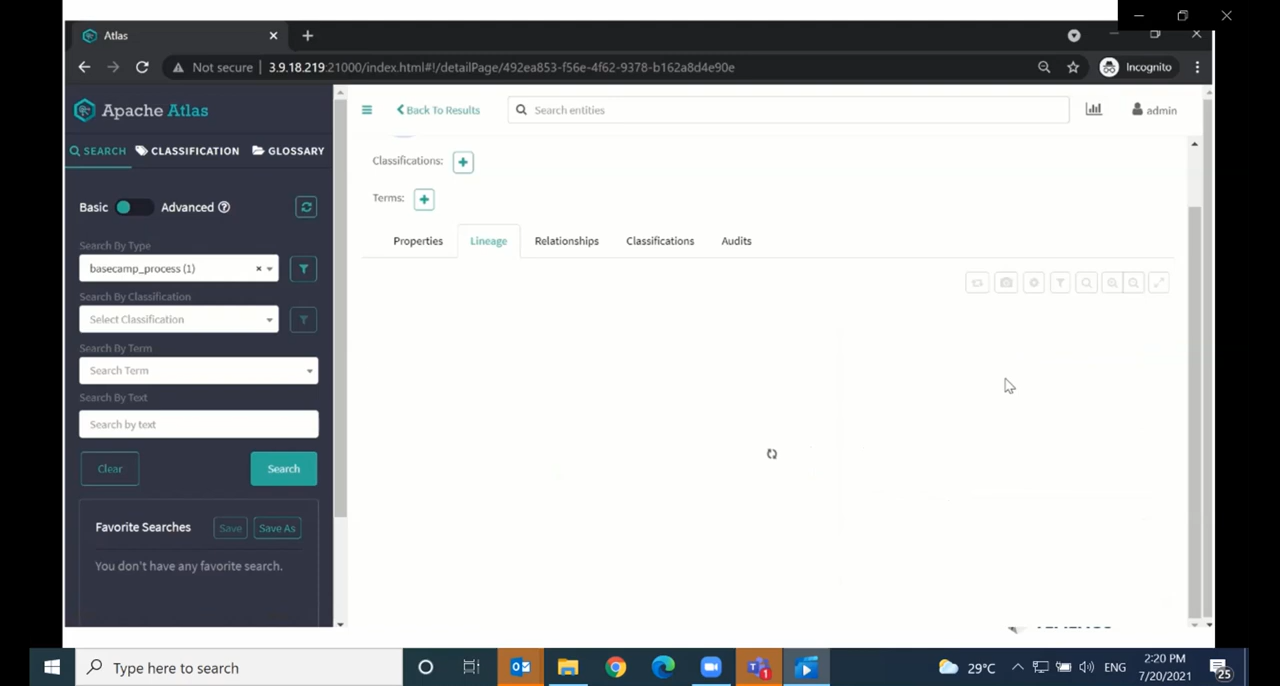 Atlas
Not secure | 3.9.18.219:21000/index.html#!/detailPage/492ea853-f56e-4f62-9378-b162a8d4e90e
Incognito
Apache Atlas
Back To Results
Search entities
admin
SEARCH
CLASSIFICATION
GLOSSARY
Classifications:
Terms:
Basic
Advanced
Properties
Lineage
Relationships
Classifications
Audits
Search By Type
basecamp_process (1)
Search By Classification
Select Classification
Search By Term
Search Term
Search By Text
Search by text
Clear
Search
Favorite Searches
Save
Save As
You don't have any favorite search.
Type here to search
1
29°C
ENG
2:20 PM
7/20/2021
25